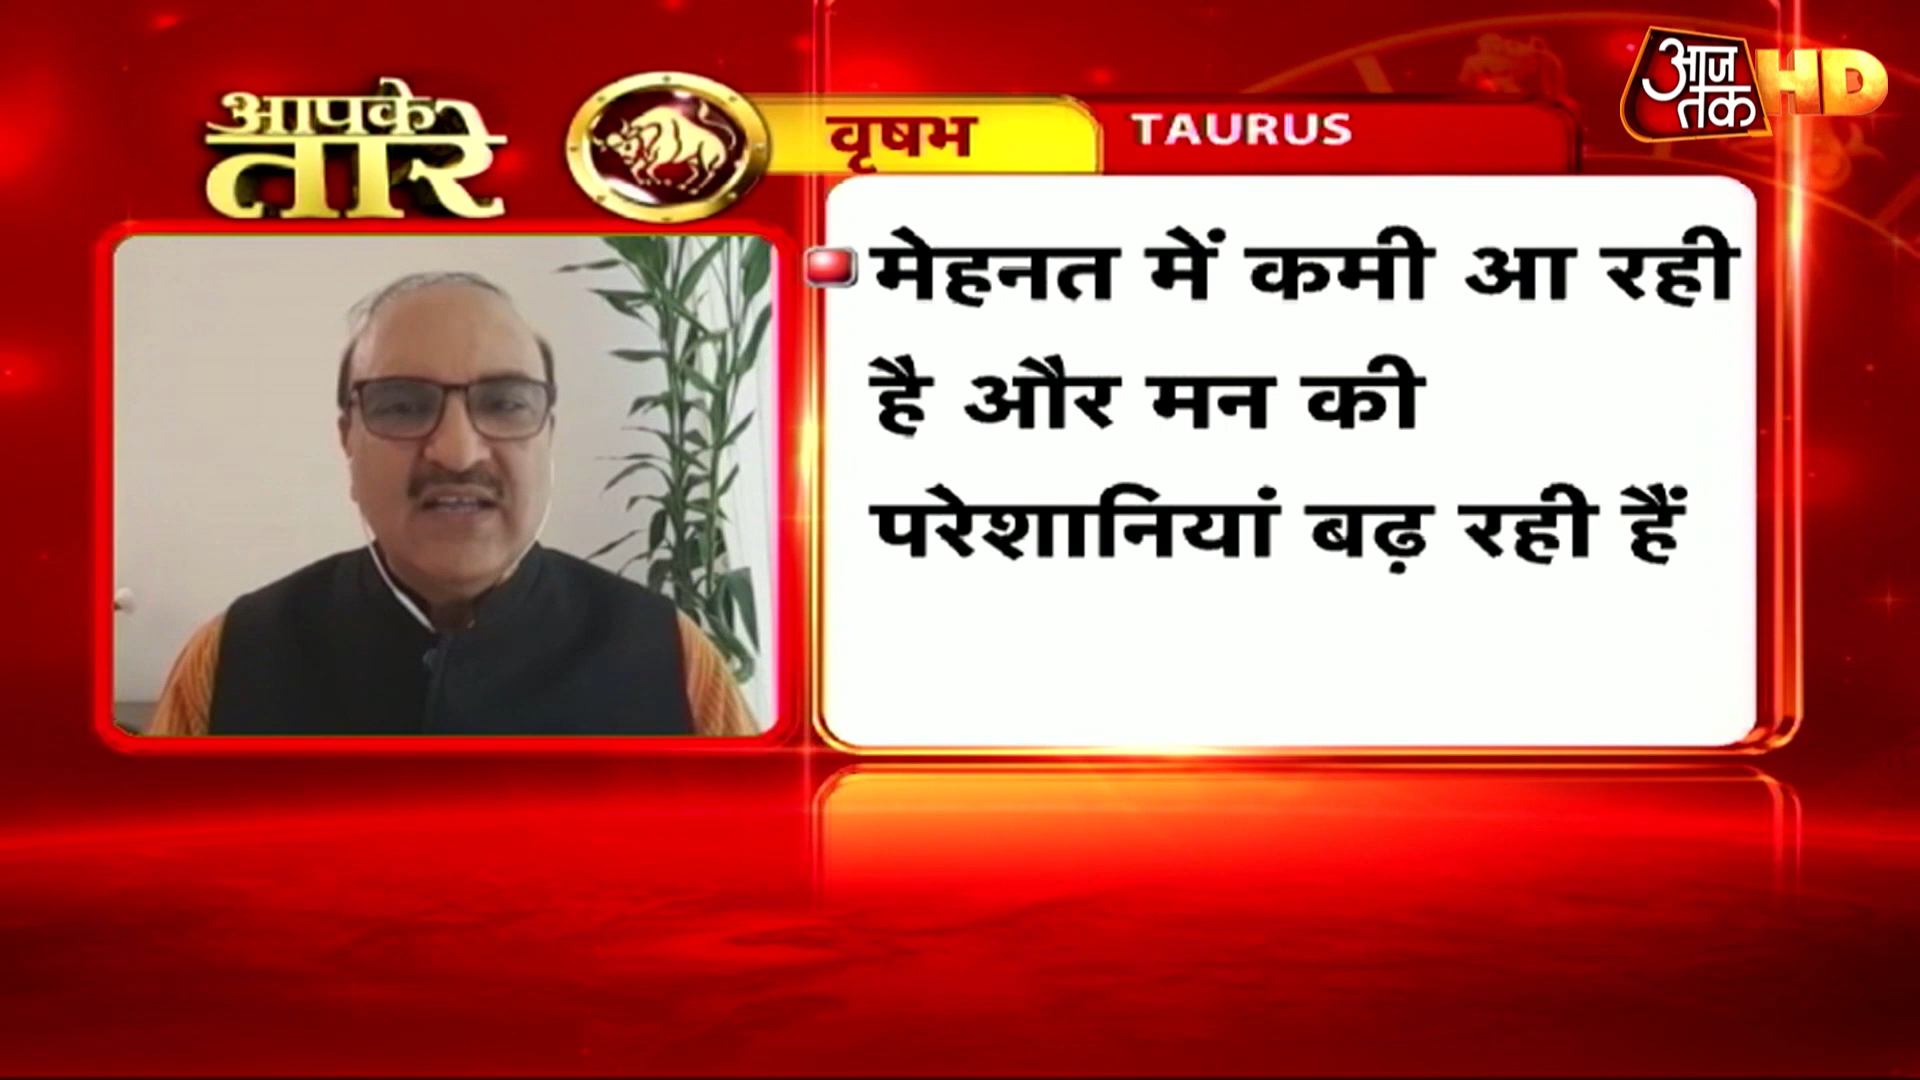 आपके
तारे
वृषभ
TAURUS
आज
तक
HD
मेहनत में कमी आ रही
है और मन की
परेशानियां बढ़ रही हैं